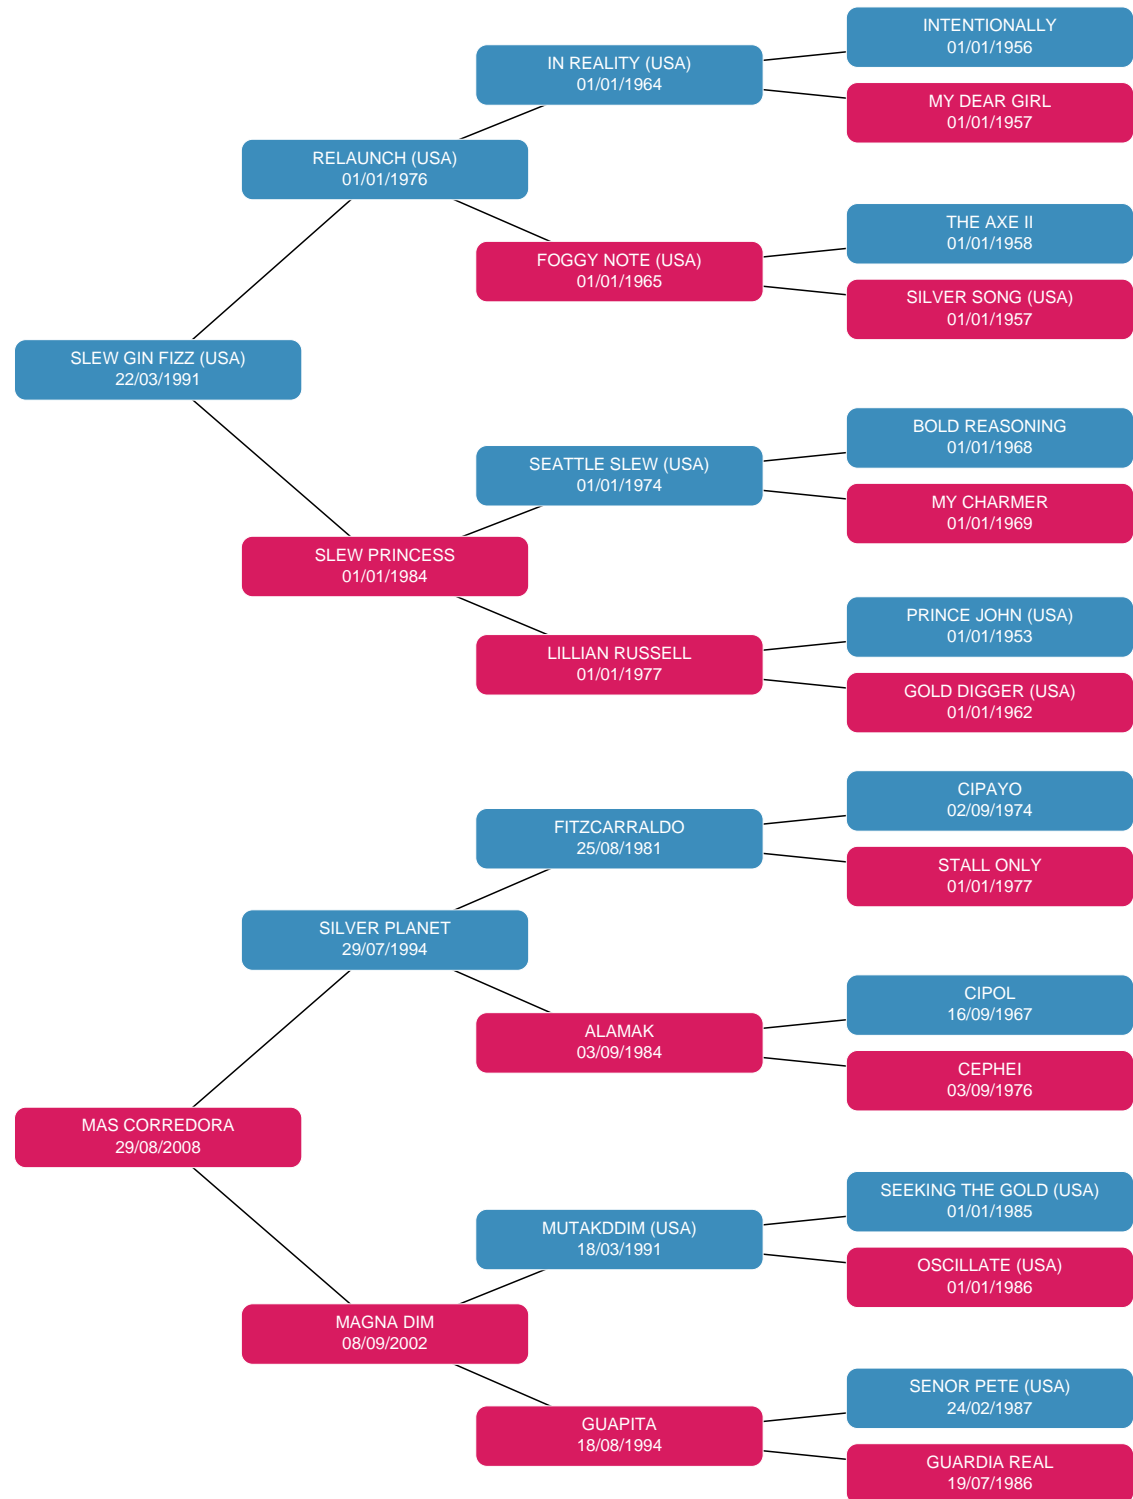 INTENTIONALLY
01/01/1956
IN REALITY (USA)
01/01/1964
MY DEAR GIRL
01/01/1957
RELAUNCH (USA)
01/01/1976
THE AXE II
01/01/1958
FOGGY NOTE (USA)
01/01/1965
SILVER SONG (USA)
01/01/1957
SLEW GIN FIZZ (USA)
22/03/1991
BOLD REASONING
01/01/1968
SEATTLE SLEW (USA)
01/01/1974
MY CHARMER
01/01/1969
SLEW PRINCESS
01/01/1984
PRINCE JOHN (USA)
01/01/1953
LILLIAN RUSSELL
01/01/1977
GOLD DIGGER (USA)
01/01/1962
CIPAYO
02/09/1974
FITZCARRALDO
25/08/1981
STALL ONLY
01/01/1977
SILVER PLANET
29/07/1994
CIPOL
16/09/1967
ALAMAK
03/09/1984
CEPHEI
03/09/1976
MAS CORREDORA
29/08/2008
SEEKING THE GOLD (USA)
01/01/1985
MUTAKDDIM (USA)
18/03/1991
OSCILLATE (USA)
01/01/1986
MAGNA DIM
08/09/2002
SENOR PETE (USA)
24/02/1987
GUAPITA
18/08/1994
GUARDIA REAL
19/07/1986